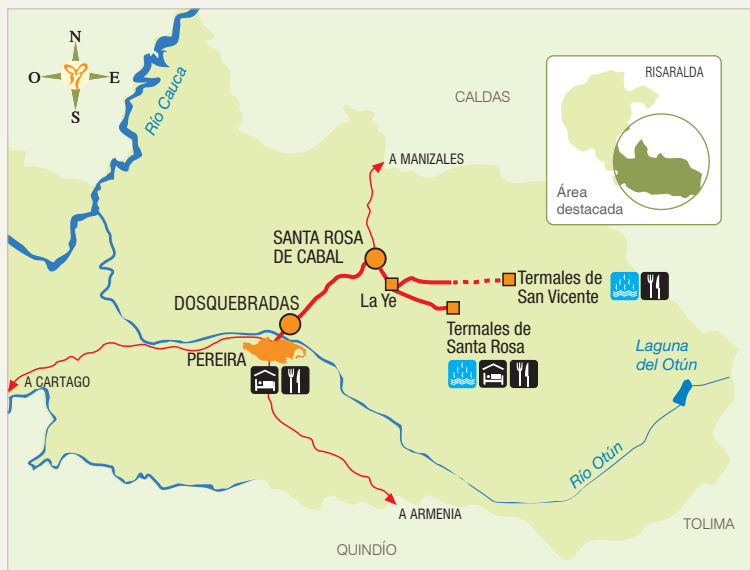 N
O
E
S
Río Cauca
CALDAS
RISARALDA
Área
destacada
A MANIZALES
SANTA ROSA
DE CABAL
La Ye
Termales de
San Vicente
DOSQUEBRADAS
Termales de
Santa Rosa
PEREIRA
A CARTAGO
Laguna
del Otún
Río Otún
A ARMENIA
TOLIMA
QUINDÍO